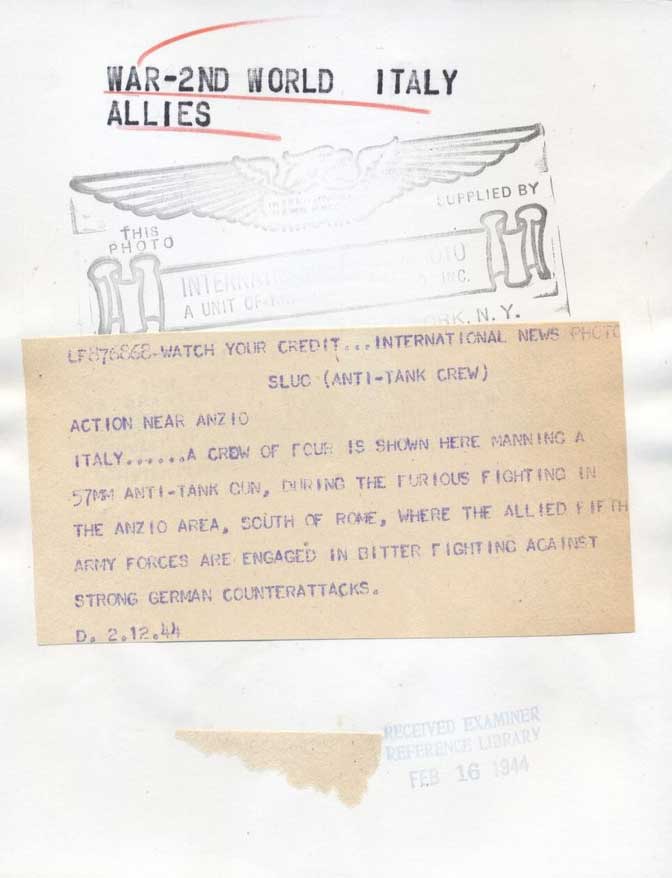 WAR-2ND WORLD ITALY
ALLIES
THIS
PHOTO
SUPPLIED BY
A UNIT OF
INC.
YORK, N. Y.
LF876868-WATCH YOUR CREDIT...INTERNATIONAL NEWS PHOTO
SLUG (ANTI-TANK CREW)
ACTION NEAR ANZIO
ITALY......A CREW OF FOUR IS SHOWN HERE MANNING A
57MM ANTI-TANK GUN, DURING THE FURIOUS FIGHTING IN
THE ANZIO AREA, SOUTH OF ROME, WHERE THE ALLIED FIFTH
ARMY FORCES ARE ENGAGED IN BITTER FIGHTING AGAINST
STRONG GERMAN COUNTERATTACKS.
D. 2.12.44
RECEIVED EXAMINER
REFERENCE LIBRARY
FEB 16 1944